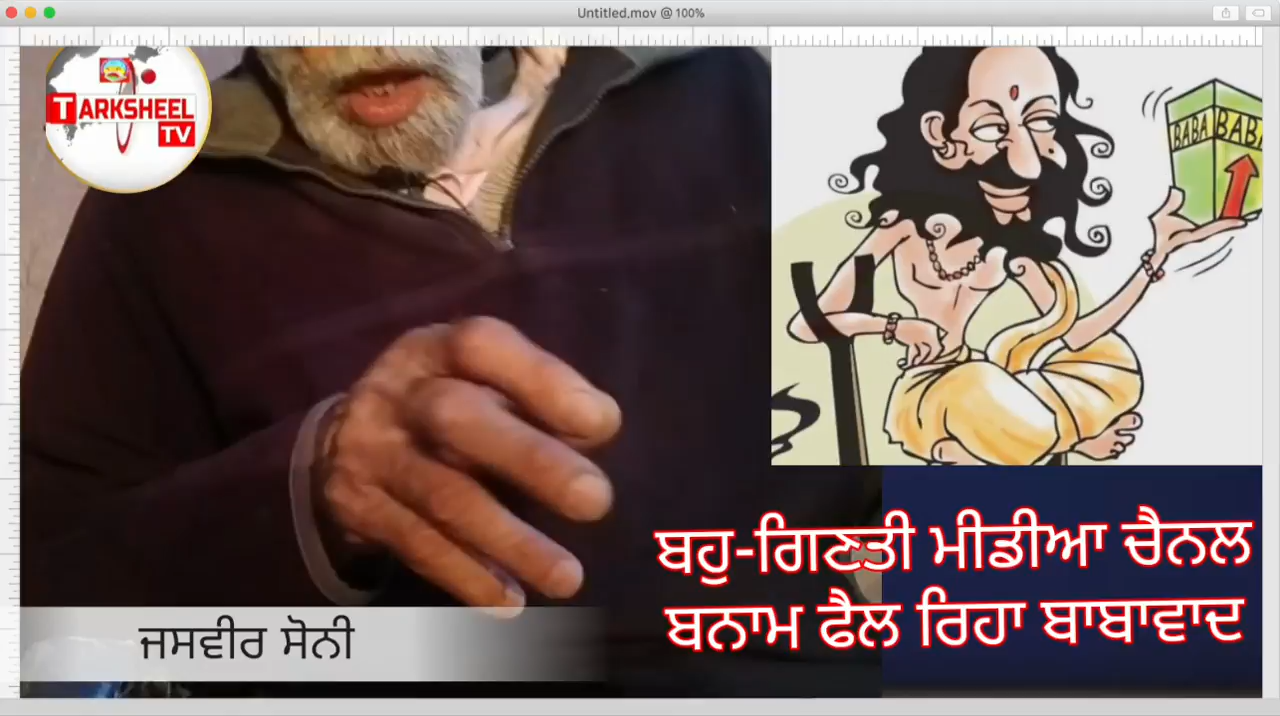 Untitled.mov @ 100%
TARKSHEEL
TV
BABA BABA
ਬਹੁ-ਗਿਣਤੀ ਮੀਡੀਆ ਚੈਨਲ
ਬਨਾਮ ਫੈਲ ਰਿਹਾ ਬਾਬਾਵਾਦ
ਜਸਵੀਰ ਸੋਨੀ